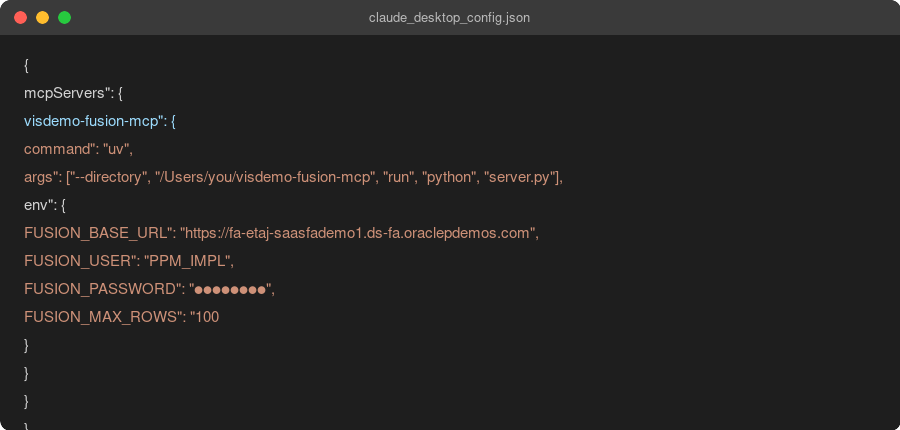 claude_desktop_config.json
{
mcpServers": {
visdemo-fusion-mcp": {
command": "uv",
args": ["--directory", "/Users/you/visdemo-fusion-mcp", "run", "python", "server.py"],
env": {
FUSION_BASE_URL": "https://fa-etaj-saasfademo1.ds-fa.oraclepdemos.com",
FUSION_USER": "PPM_IMPL",
FUSION_PASSWORD": "●●●●●●●●",
FUSION_MAX_ROWS": "100
}
}
}
}